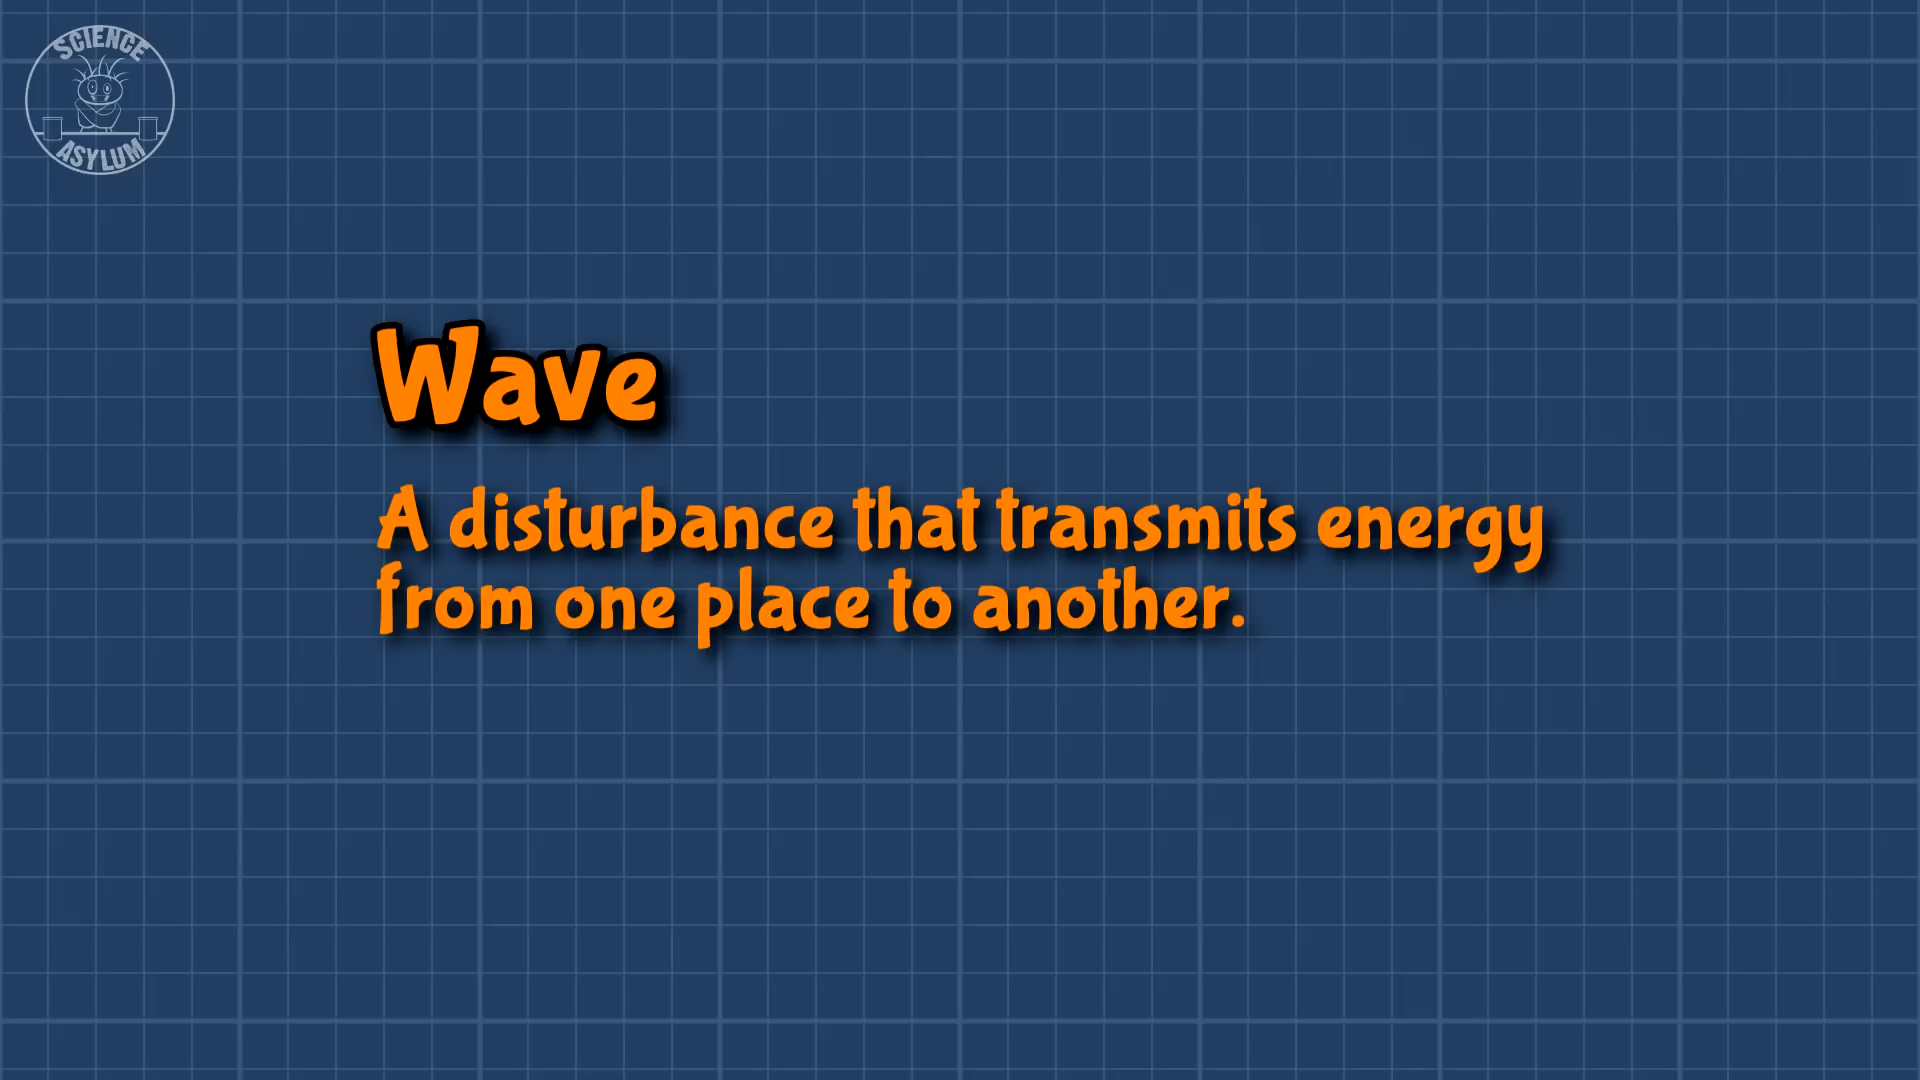 SCIENCE
ASYLUM
Wave
A disturbance that transmits energy
from one place to another.